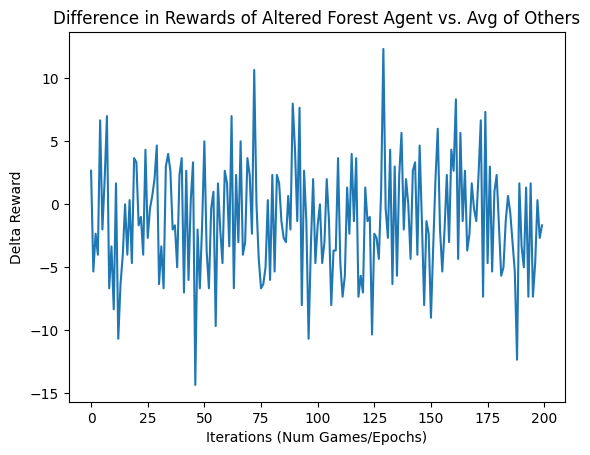 Difference in Rewards of Altered Forest Agent vs. Avg of Others
10
5
0
−5
−10
−15
Delta Reward
0 25 50 75 100 125 150 175 200
Iterations (Num Games/Epochs)